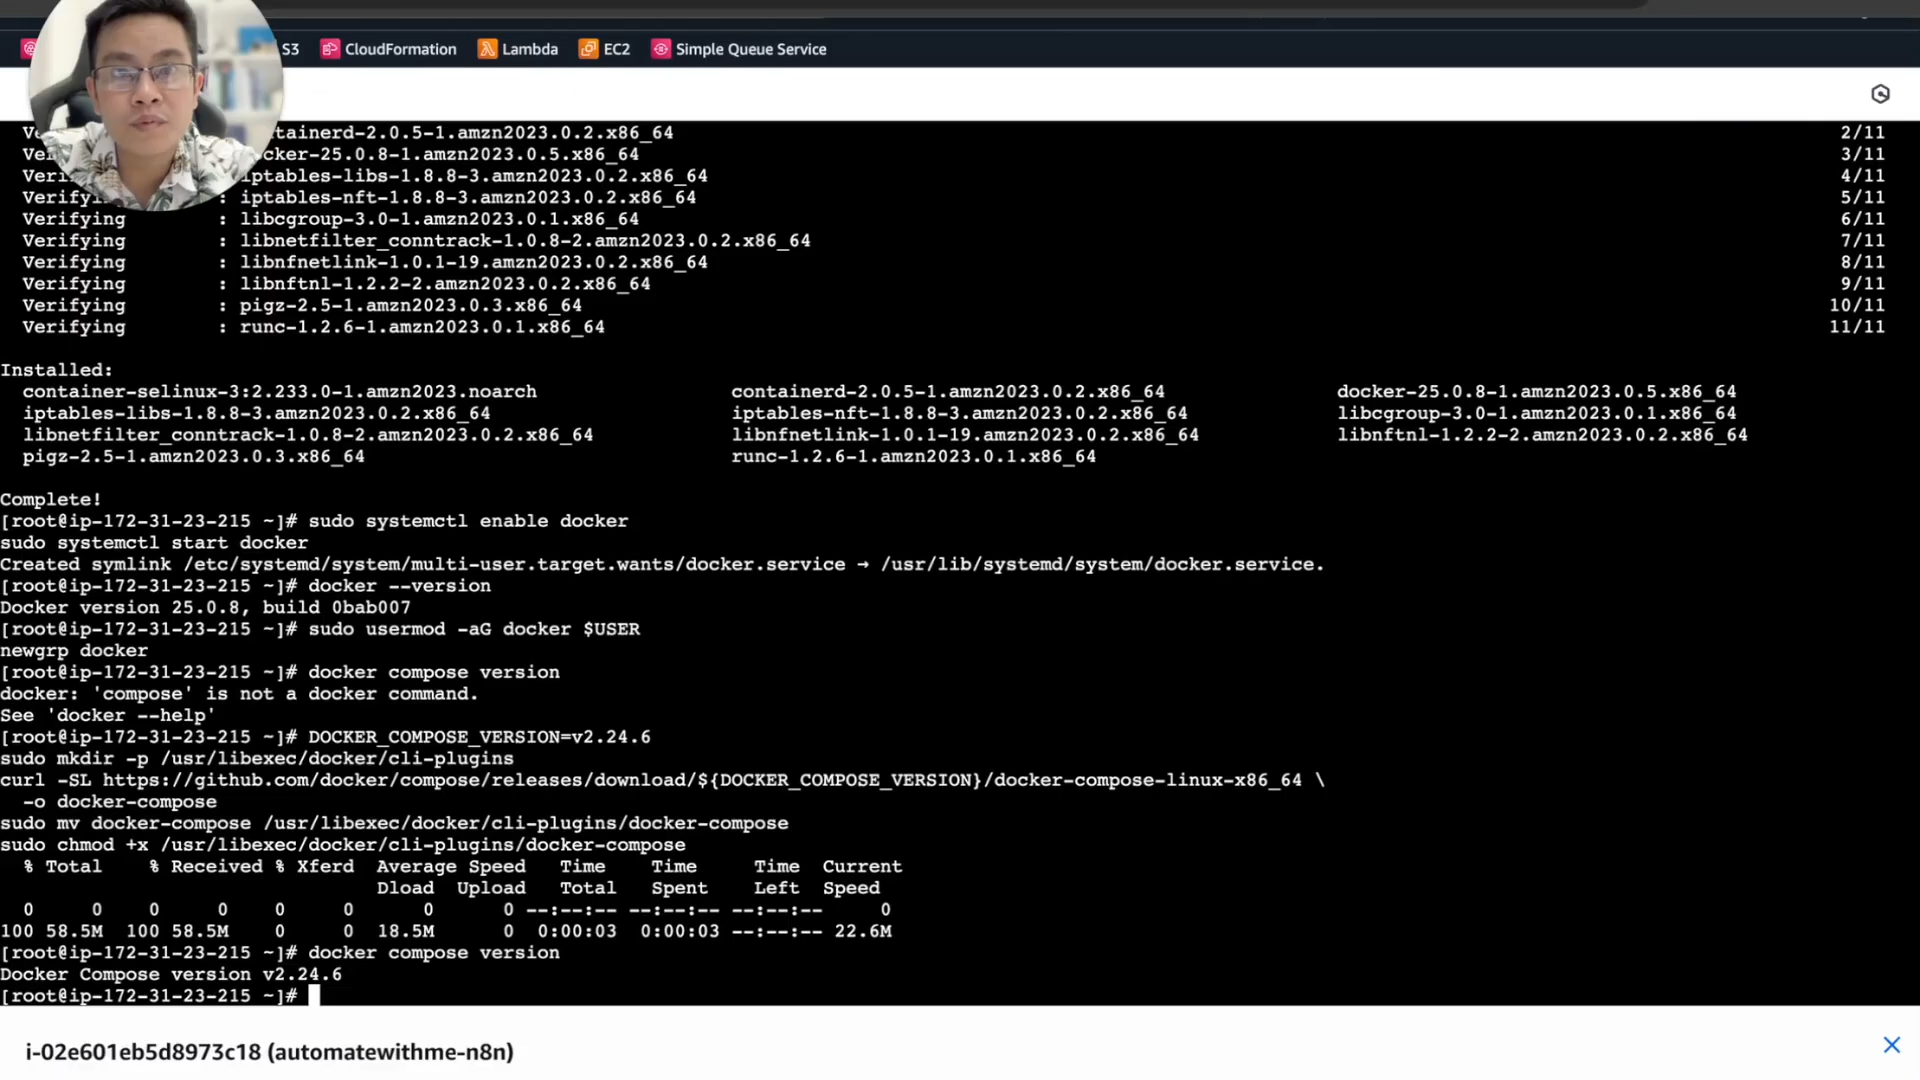 S3 CloudFormation Lambda EC2 Simple Queue Service
tainerd-2.0.5-1.amzn2023.0.2.x86_64 2/11
cker-25.0.8-1.amzn2023.0.5.x86_64 3/11
iptables-libs-1.8.8-3.amzn2023.0.2.x86_64 4/11
Verifyi : iptables-nft-1.8.8-3.amzn2023.0.2.x86_64 5/11
Verifying : libcgroup-3.0-1.amzn2023.0.1.x86_64 6/11
Verifying : libnetfilter_conntrack-1.0.8-2.amzn2023.0.2.x86_64 7/11
Verifying : libnfnetlink-1.0.1-19.amzn2023.0.2.x86_64 8/11
Verifying : libnftnl-1.2.2-2.amzn2023.0.2.x86_64 9/11
Verifying : pigz-2.5-1.amzn2023.0.3.x86_64 10/11
Verifying : runc-1.2.6-1.amzn2023.0.1.x86_64 11/11
Installed:
container-selinux-3:2.233.0-1.amzn2023.noarch containerd-2.0.5-1.amzn2023.0.2.x86_64 docker-25.0.8-1.amzn2023.0.5.x86_64
iptables-libs-1.8.8-3.amzn2023.0.2.x86_64 iptables-nft-1.8.8-3.amzn2023.0.2.x86_64 libcgroup-3.0-1.amzn2023.0.1.x86_64
libnetfilter_conntrack-1.0.8-2.amzn2023.0.2.x86_64 libnfnetlink-1.0.1-19.amzn2023.0.2.x86_64 libnftnl-1.2.2-2.amzn2023.0.2.x86_64
pigz-2.5-1.amzn2023.0.3.x86_64 runc-1.2.6-1.amzn2023.0.1.x86_64
Complete!
[root@ip-172-31-23-215 ~]# sudo systemctl enable docker
sudo systemctl start docker
Created symlink /etc/systemd/system/multi-user.target.wants/docker.service → /usr/lib/systemd/system/docker.service.
[root@ip-172-31-23-215 ~]# docker --version
Docker version 25.0.8, build 0bab007
[root@ip-172-31-23-215 ~]# sudo usermod -aG docker $USER
newgrp docker
[root@ip-172-31-23-215 ~]# docker compose version
docker: 'compose' is not a docker command.
See 'docker --help'
[root@ip-172-31-23-215 ~]# DOCKER_COMPOSE_VERSION=v2.24.6
sudo mkdir -p /usr/libexec/docker/cli-plugins
curl -SL https://github.com/docker/compose/releases/download/${DOCKER_COMPOSE_VERSION}/docker-compose-linux-x86_64 \
-o docker-compose
sudo mv docker-compose /usr/libexec/docker/cli-plugins/docker-compose
sudo chmod +x /usr/libexec/docker/cli-plugins/docker-compose
% Total % Received % Xferd Average Speed Time Time Time Current
Dload Upload Total Spent Left Speed
0 0 0 0 0 0 0 0 --:--:-- --:--:-- --:--:-- 0
100 58.5M 100 58.5M 0 0 18.5M 0 0:00:03 0:00:03 --:--:-- 22.6M
[root@ip-172-31-23-215 ~]# docker compose version
Docker Compose version v2.24.6
[root@ip-172-31-23-215 ~]#
i-02e601eb5d8973c18 (automatewithme-n8n)